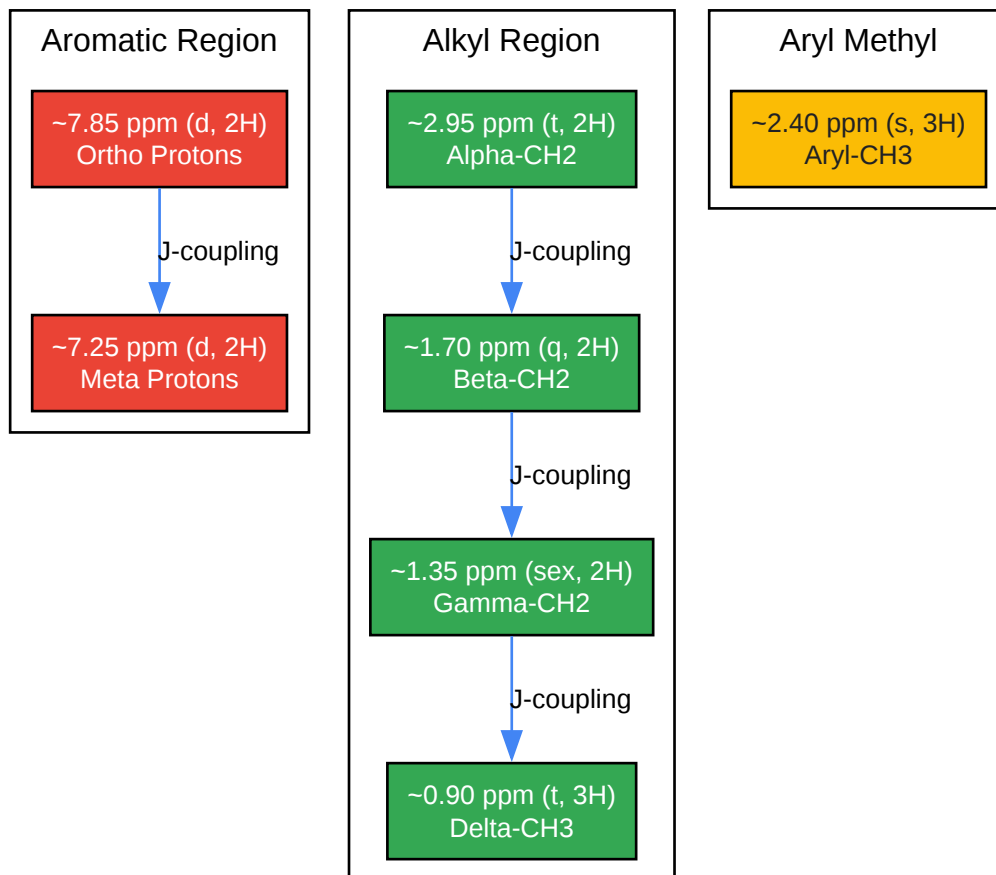 Aromatic Region
~7.85 ppm (d, 2H)
Ortho Protons
J-coupling
~7.25 ppm (d, 2H)
Meta Protons
Alkyl Region
~2.95 ppm (t, 2H)
Alpha-CH2
J-coupling
~1.70 ppm (q, 2H)
Beta-CH2
J-coupling
~1.35 ppm (sex, 2H)
Gamma-CH2
J-coupling
~0.90 ppm (t, 3H)
Delta-CH3
Aryl Methyl
~2.40 ppm (s, 3H)
Aryl-CH3